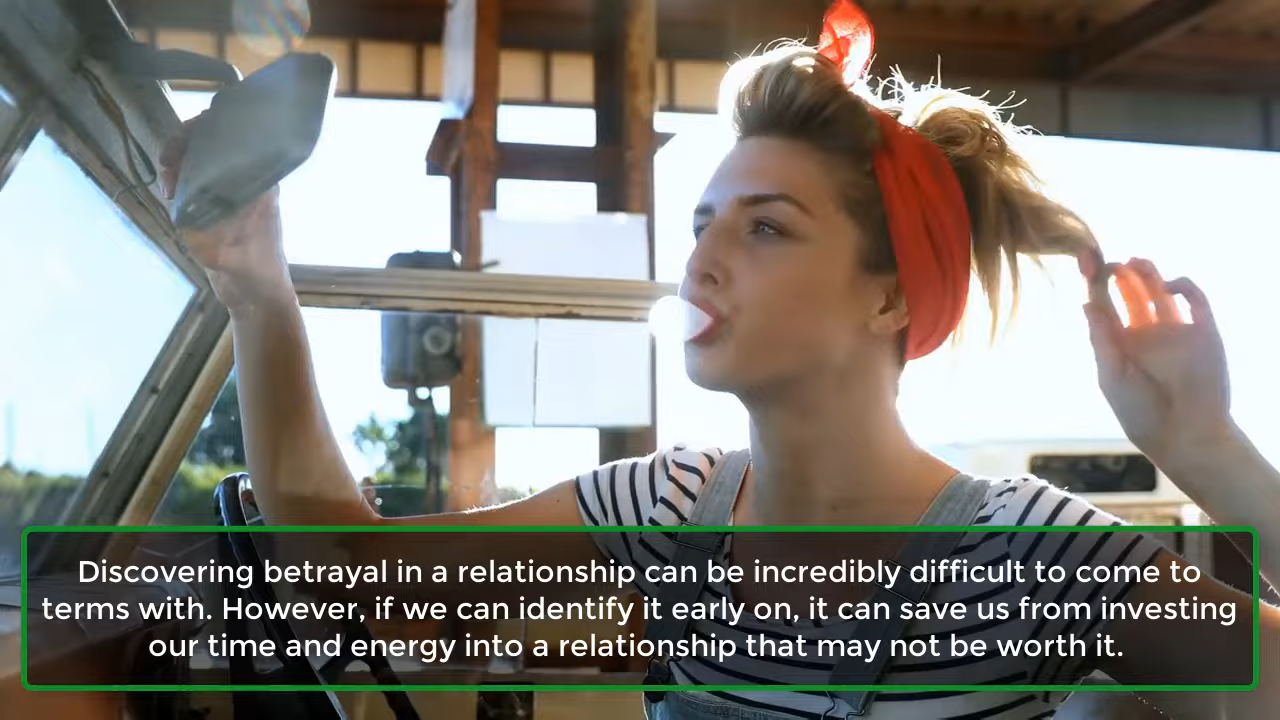 Discovering betrayal in a relationship can be incredibly difficult to come to
terms with. However, if we can identify it early on, it can save us from investing
our time and energy into a relationship that may not be worth it.